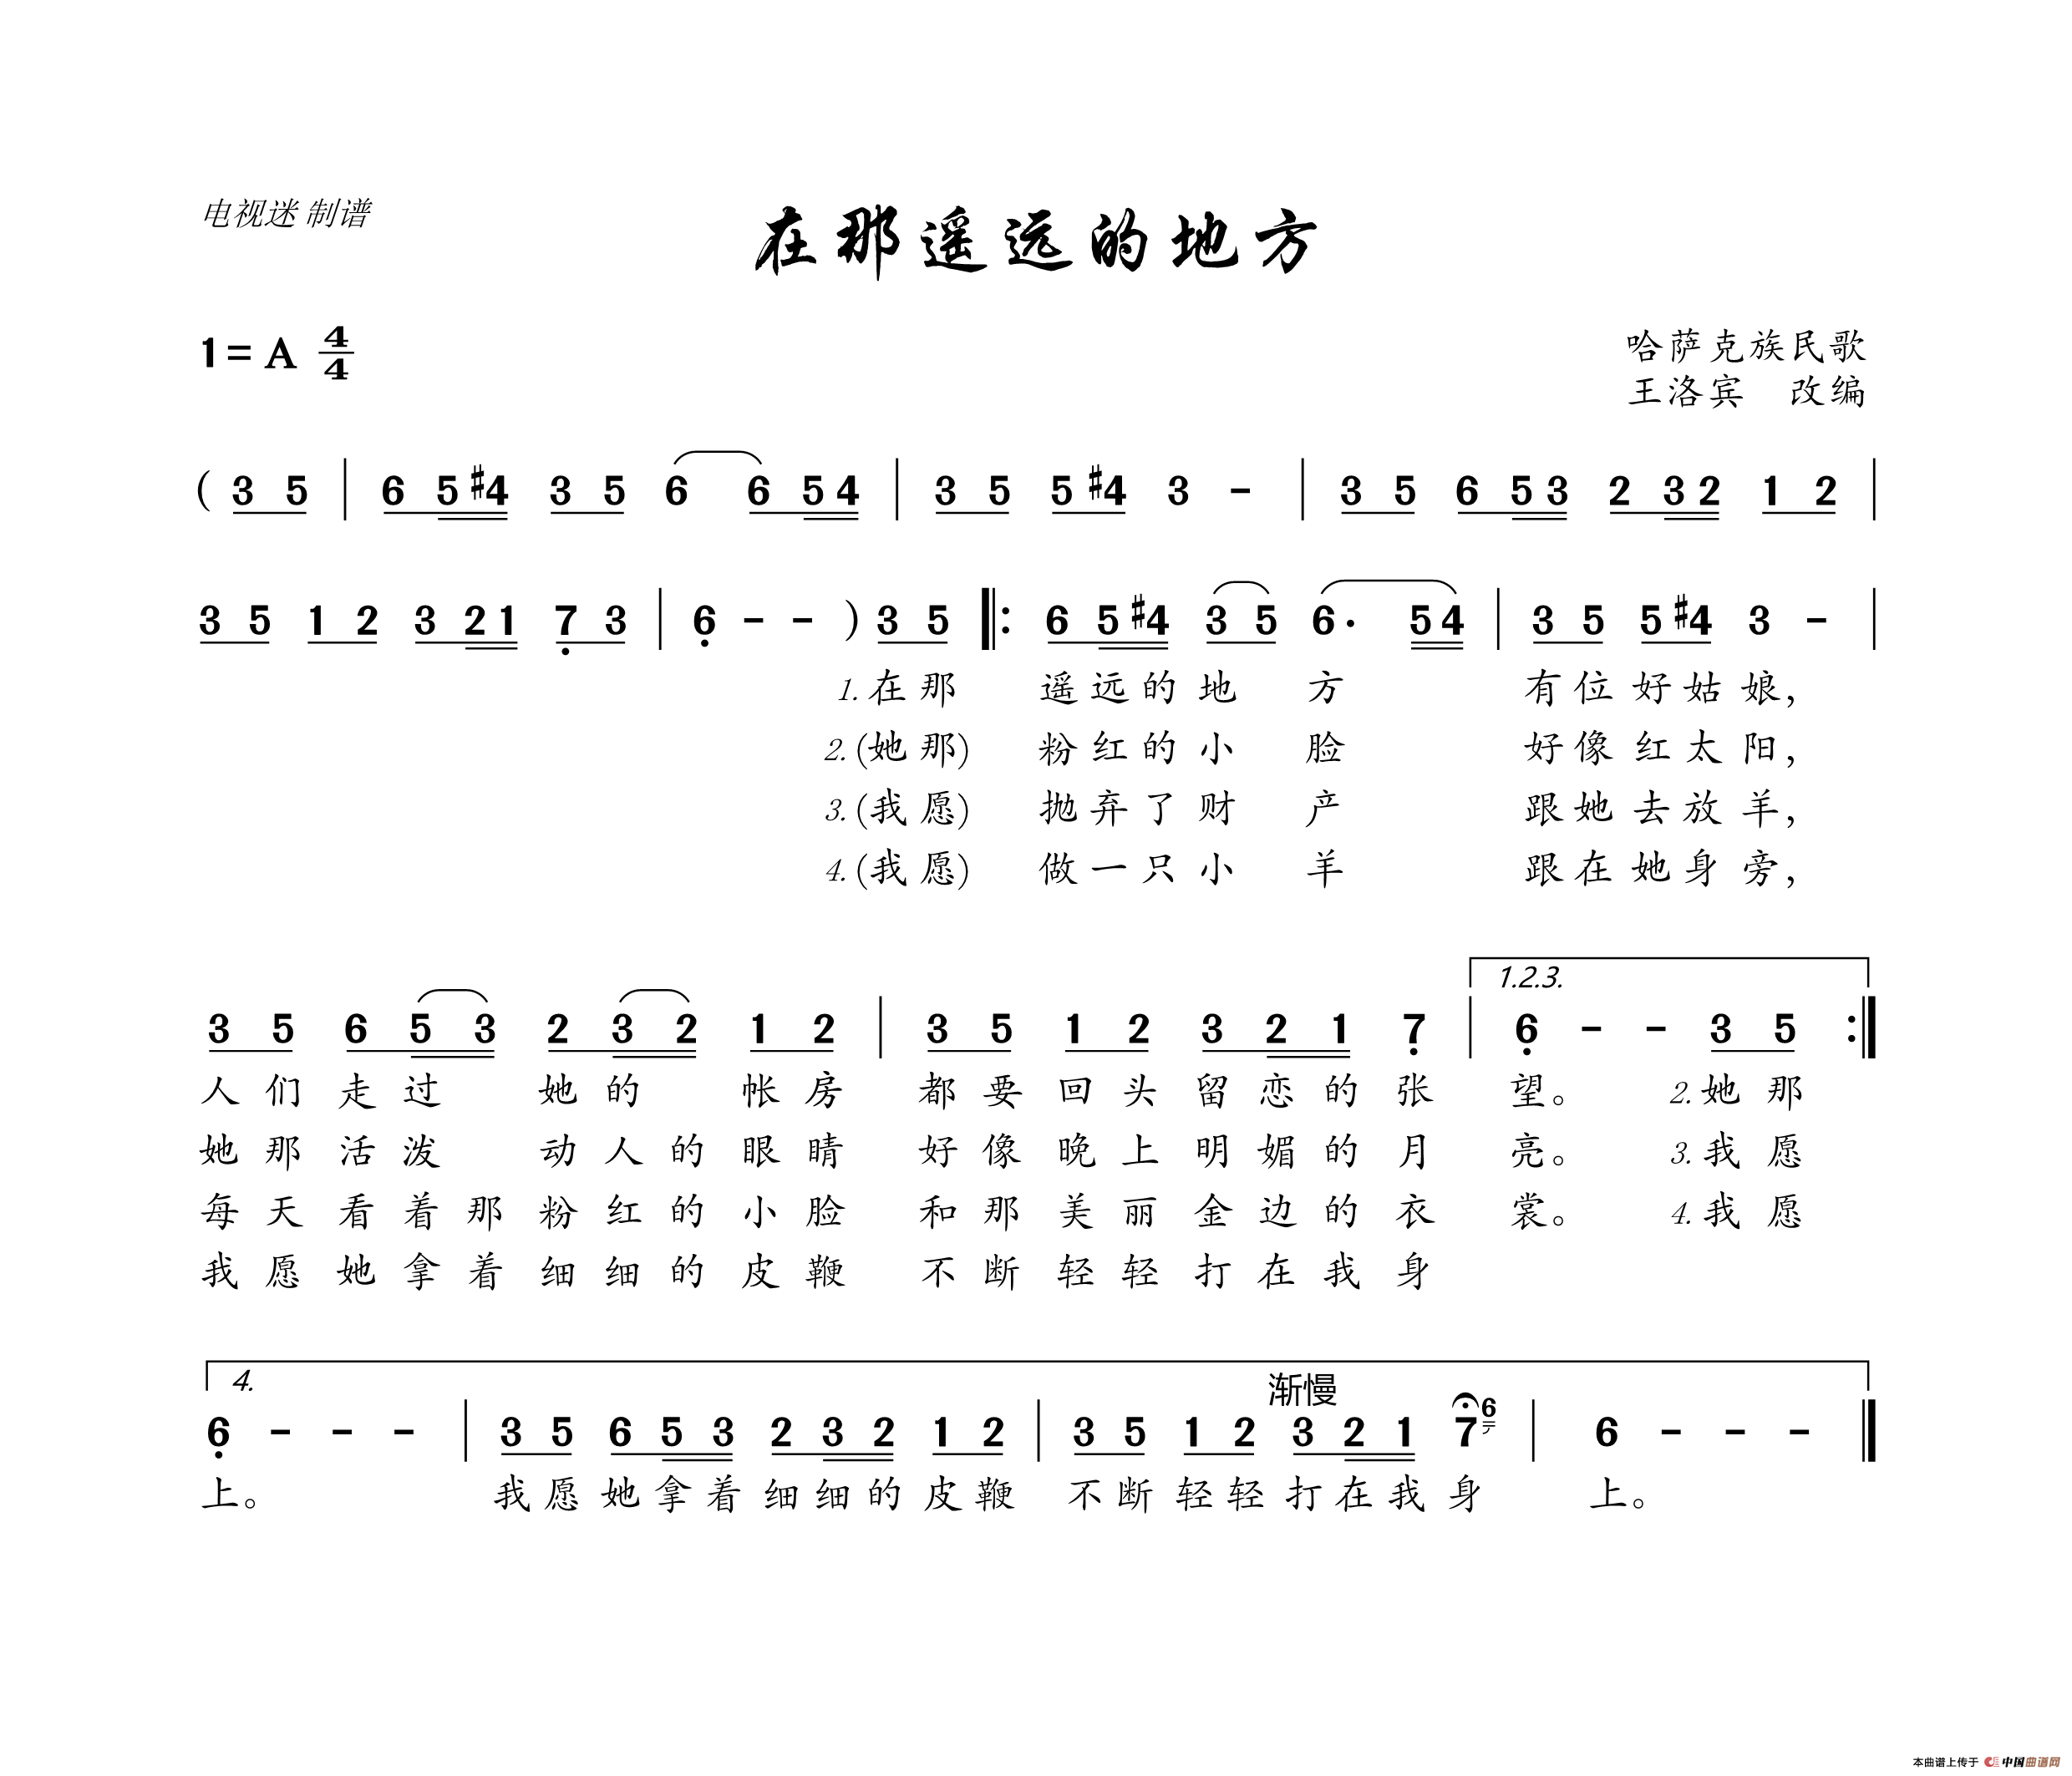 电视迷 制谱
在那遥远的地方
1=A 4/4
哈萨克族民歌
王洛宾 改编
( 3 5 | 6 5 #4 3 5 6 6 5 4 | 3 5 5 #4 3 - | 3 5 6 5 3 2 3 2 1 2 |
3 5 1 2 3 2 1 7 3 | 6 - - ) 3 5 |: 6 5 #4 3 5 6. 5 4 | 3 5 5 #4 3 - |
1. 在那 遥远的地方 有位好姑娘,
2. (她那) 粉红的小脸 好像红太阳,
3. (我愿) 抛弃了财产 跟她去放羊,
4. (我愿) 做一只小羊 跟在她身旁,
1.2.3.
3 5 6 5 3 2 3 2 1 2 | 3 5 1 2 3 2 1 7 | 6 - - 3 5 :|
人们走过 她的 帐房 都要回头留恋的张望。 2. 她那
她那活泼 动人的眼睛 好像晚上明媚的月亮。 3. 我愿
每天看着那粉红的小脸 和那美丽金边的衣裳。 4. 我愿
我愿她拿着细细的皮鞭 不断轻轻打在我身
4.
渐慢
6 - - - | 3 5 6 5 3 2 3 2 1 2 | 3 5 1 2 3 2 1 7 6 | 6 - - - |
上。 我愿她拿着细细的皮鞭 不断轻轻打在我身 上。
本曲谱上传于 中国曲谱网